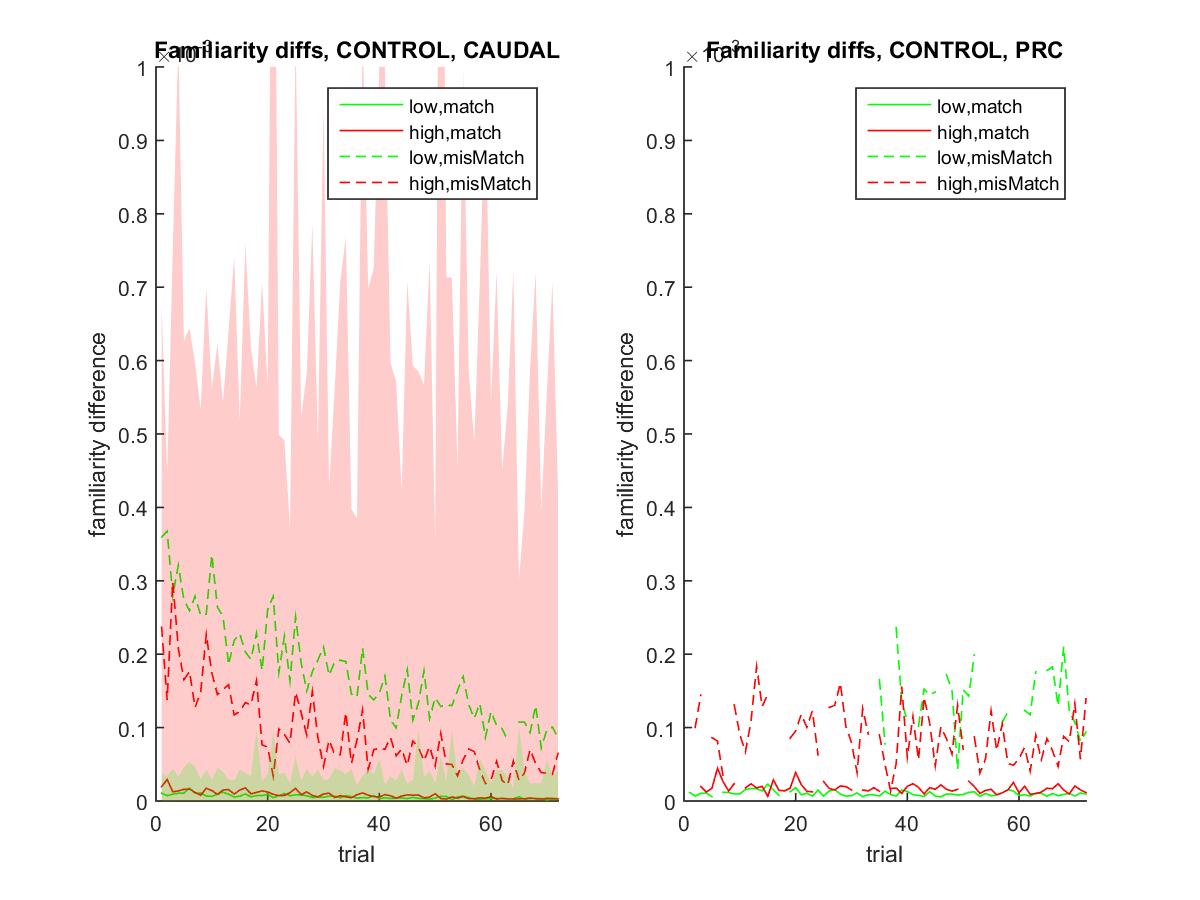 Familiarity diffs, CONTROL, CAUDAL
× 10-3
1
0.9
0.8
0.7
0.6
0.5
0.4
0.3
0.2
0.1
0
0 20 40 60
trial
familiarity difference
low,match
high,match
low,misMatch
high,misMatch
Familiarity diffs, CONTROL, PRC
× 10-3
1
0.9
0.8
0.7
0.6
0.5
0.4
0.3
0.2
0.1
0
0 20 40 60
trial
familiarity difference
low,match
high,match
low,misMatch
high,misMatch